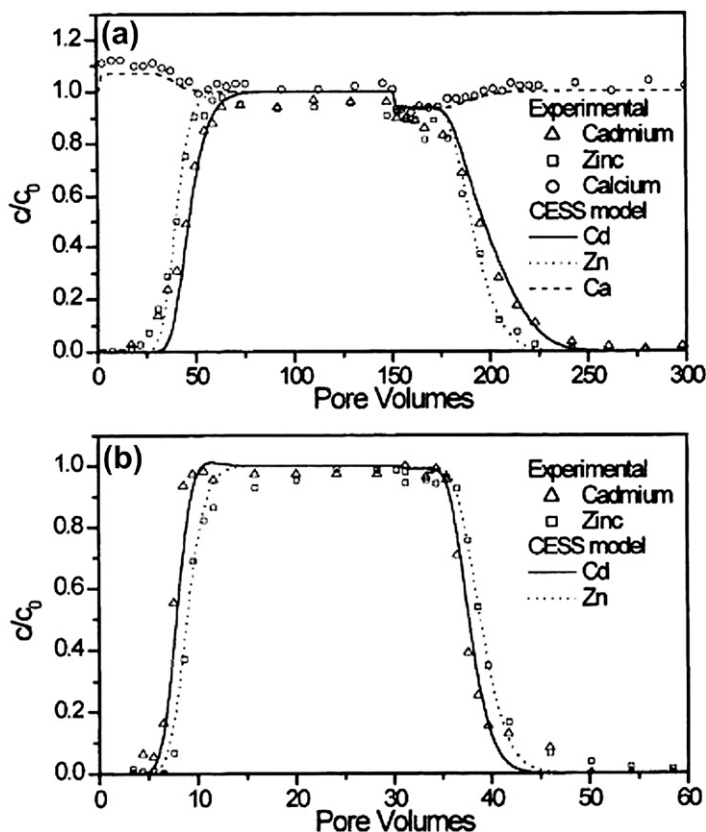 (a)
1.2
1.0
0.8
0.6
0.4
0.2
0.0
c/c0
Experimental
Cadmium
Zinc
Calcium
CESS model
Cd
Zn
Ca
0 50 100 150 200 250 300
Pore Volumes
(b)
1.0
0.8
0.6
0.4
0.2
0.0
c/c0
Experimental
Cadmium
Zinc
CESS model
Cd
Zn
0 10 20 30 40 50 60
Pore Volumes